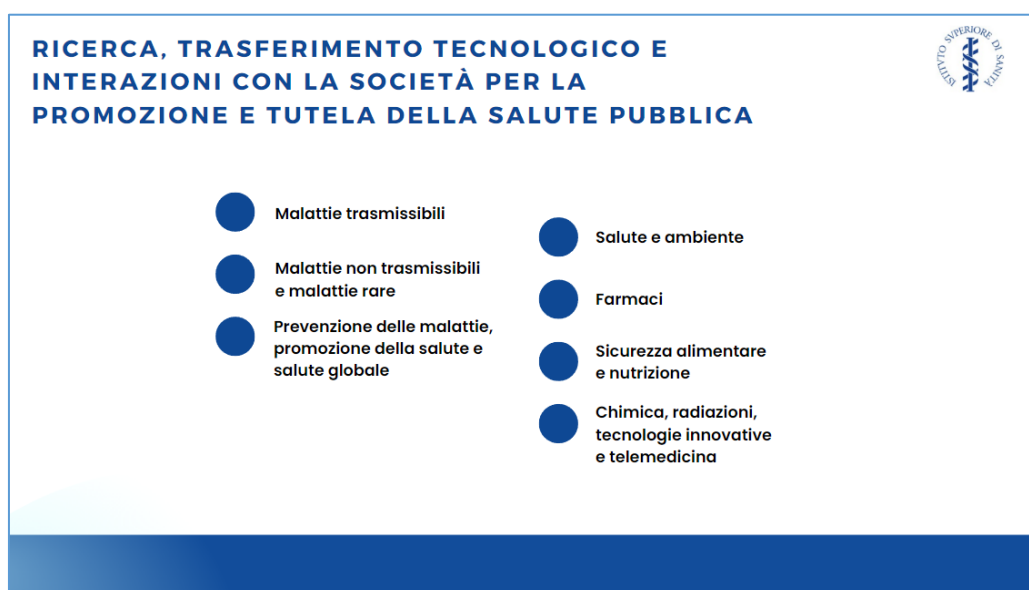 RICERCA, TRASFERIMENTO TECNOLOGICO E
INTERAZIONI CON LA SOCIETÀ PER LA
PROMOZIONE E TUTELA DELLA SALUTE PUBBLICA
ISTITVTO SVPERIORE DI SANITÀ
Malattie trasmissibili
Malattie non trasmissibili
e malattie rare
Prevenzione delle malattie,
promozione della salute e
salute globale
Salute e ambiente
Farmaci
Sicurezza alimentare
e nutrizione
Chimica, radiazioni,
tecnologie innovative
e telemedicina